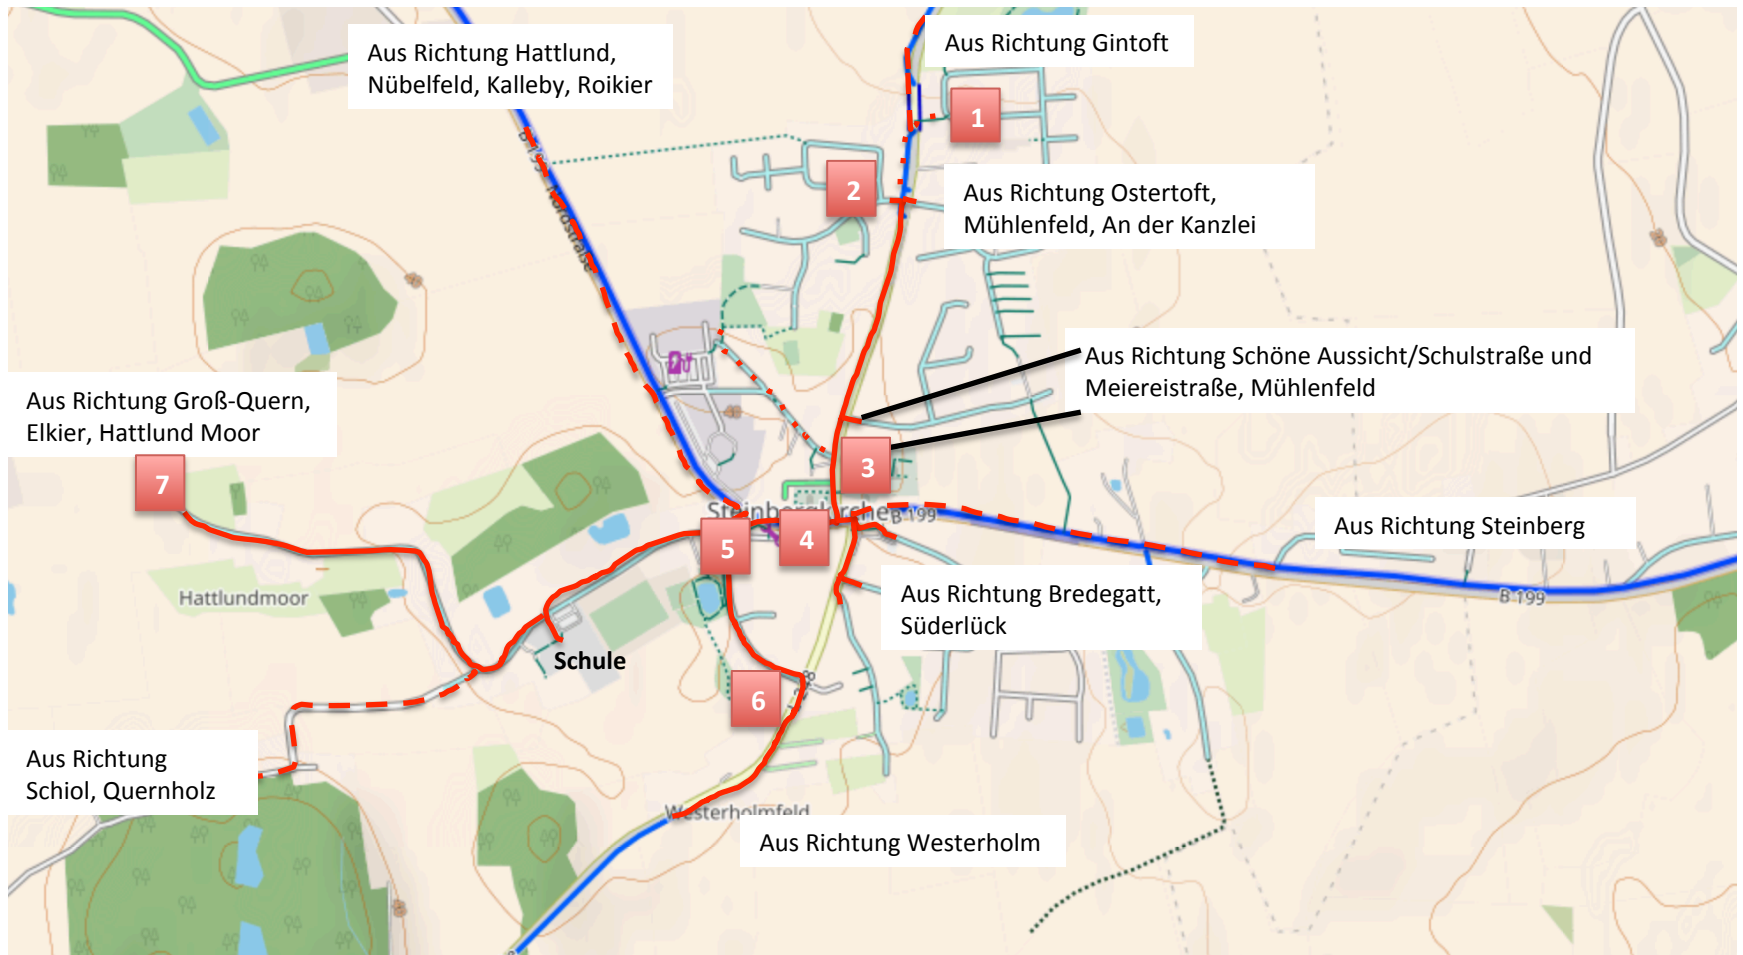 Aus Richtung Hattlund,
Nübelfeld, Kalleby, Roikier
Aus Richtung Gintoft
1
B 199
Nordstraße
2
Aus Richtung Ostertoft,
Mühlenfeld, An der Kanzlei
Aus Richtung Schöne Aussicht/Schulstraße und
Meiereistraße, Mühlenfeld
Aus Richtung Groß-Quern,
Elkier, Hattlund Moor
7
3
Steinbergkirche
B 199
Aus Richtung Steinberg
5
4
Hattlundmoor
Aus Richtung Bredegatt,
Süderlück
B 199
Schule
6
Aus Richtung
Schiol, Quernholz
Westerholmfeld
Aus Richtung Westerholm